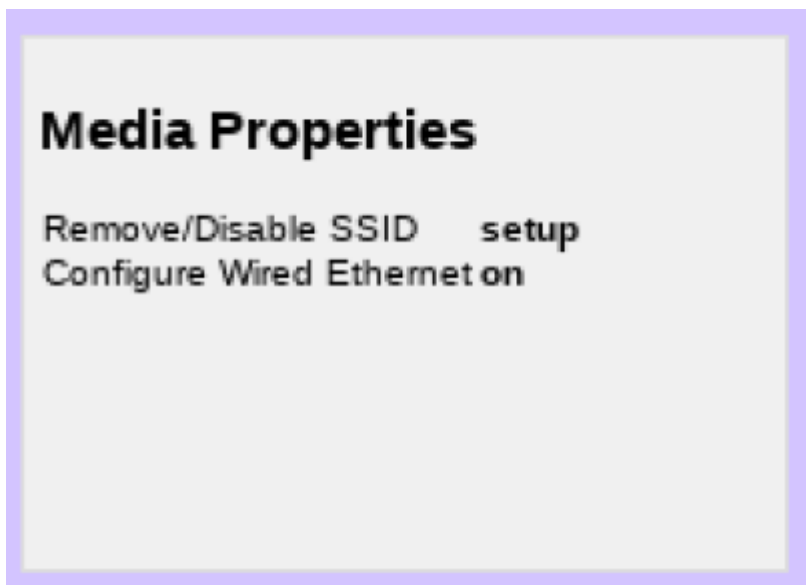 Media Properties
Remove/Disable SSID setup
Configure Wired Ethernet on